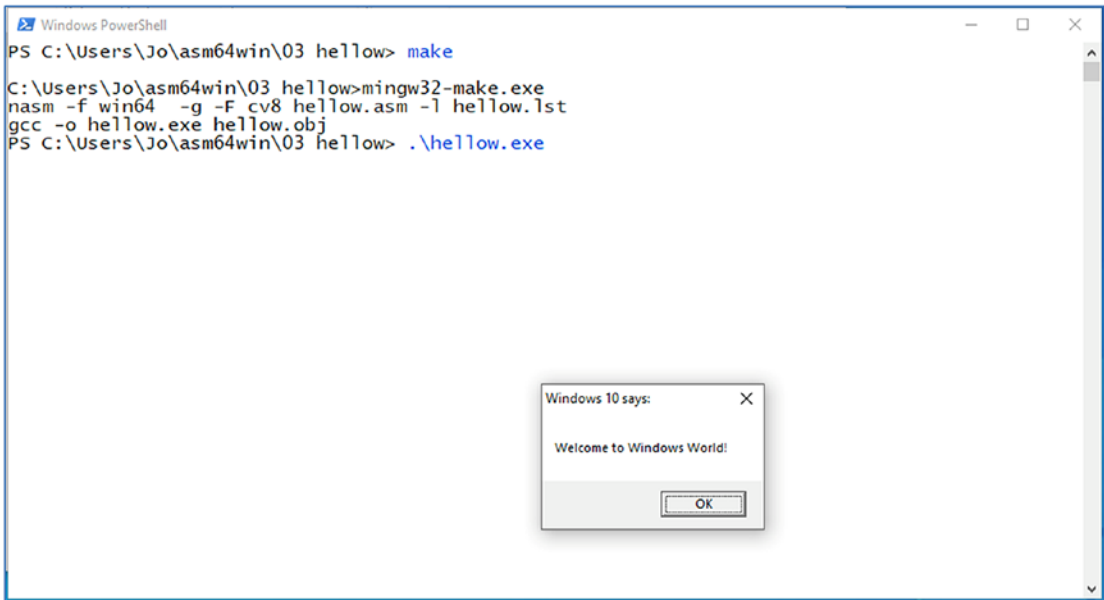 Windows PowerShell
PS C:\Users\Jo\asm64win\03 hellow> make
C:\Users\Jo\asm64win\03 hellow>mingw32-make.exe
nasm -f win64  -g -F cv8 hellow.asm -l hellow.lst
gcc -o hellow.exe hellow.obj
PS C:\Users\Jo\asm64win\03 hellow> .\hellow.exe
Windows 10 says:
Welcome to Windows World!
OK